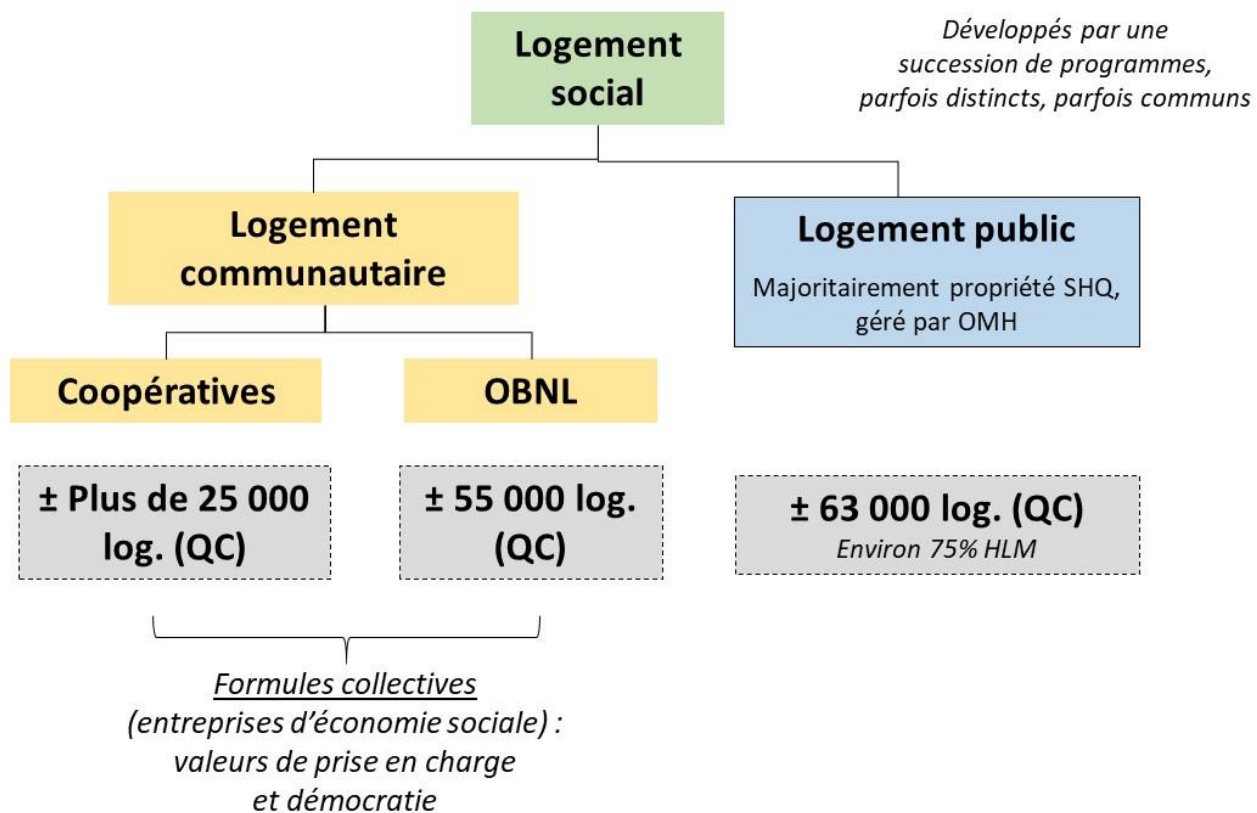 Logement
social
Développés par une
succession de programmes,
parfois distincts, parfois communs
Logement
communautaire
Logement public
Majoritairement propriété SHQ,
géré par OMH
Coopératives
OBNL
± Plus de 25 000
log. (QC)
± 55 000 log.
(QC)
± 63 000 log. (QC)
Environ 75% HLM
Formules collectives
(entreprises d’économie sociale) :
valeurs de prise en charge
et démocratie